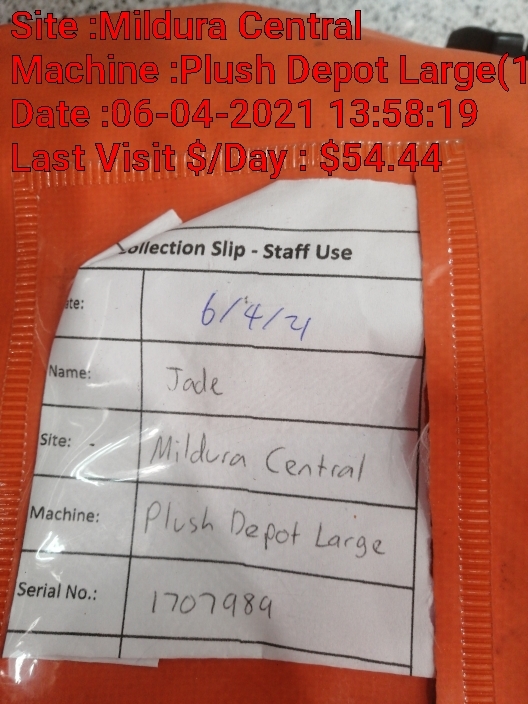 Site :Mildura Central
Machine :Plush Depot Large(1
Date :06-04-2021 13:58:19
Last Visit $/Day : $54.44
Collection Slip - Staff Use
ate: 6/4/21
Name: Jade
Site: - Mildura Central
Machine: Plush Depot Large
Serial No.: 1707989